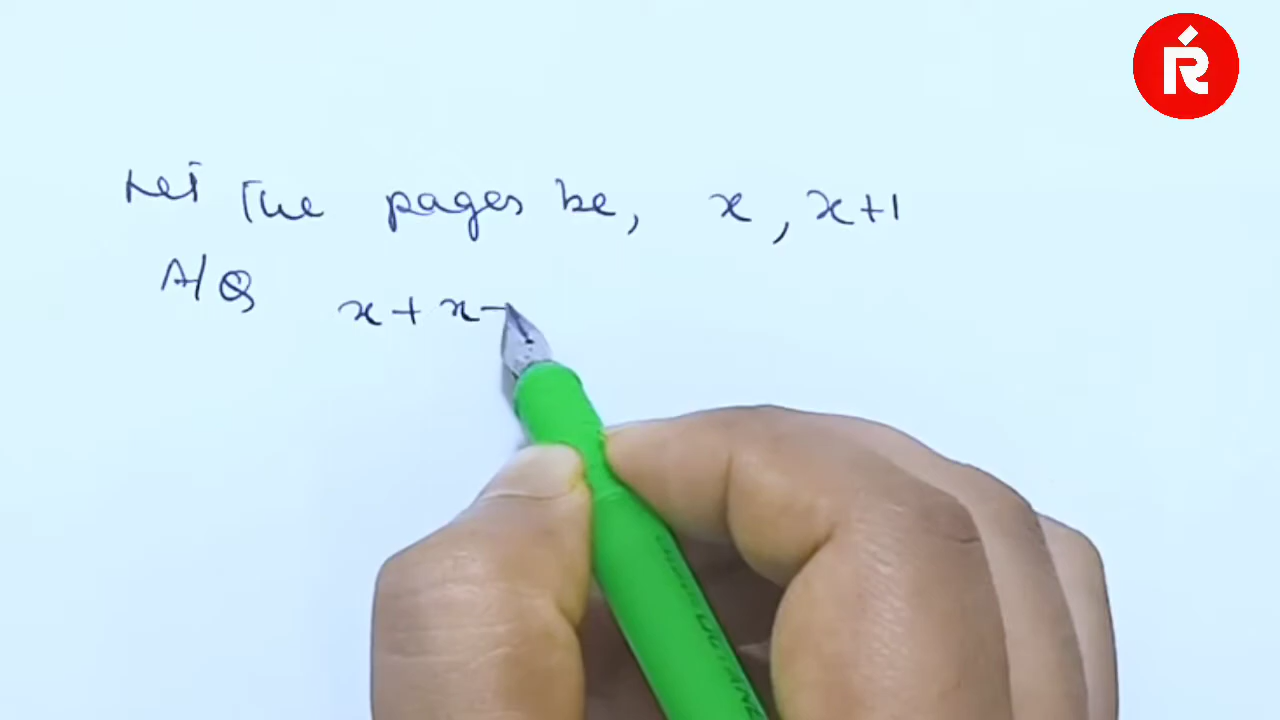 Let The pages be, x, x+1
A/Q x + x -